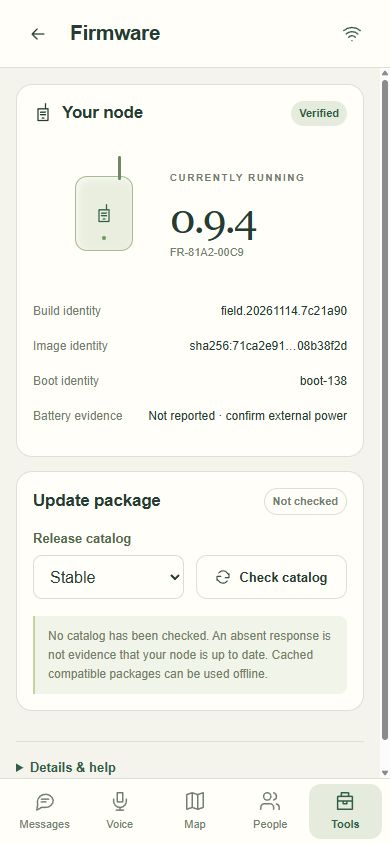 Firmware
Your node
Verified
CURRENTLY RUNNING
0.9.4
FR-81A2-00C9
Build identity field.20261114.7c21a90
Image identity sha256:71ca2e91…08b38f2d
Boot identity boot-138
Battery evidence Not reported · confirm external power
Update package
Not checked
Release catalog
Stable
Check catalog
No catalog has been checked. An absent response is
not evidence that your node is up to date. Cached
compatible packages can be used offline.
Details & help
Messages Voice Map People Tools